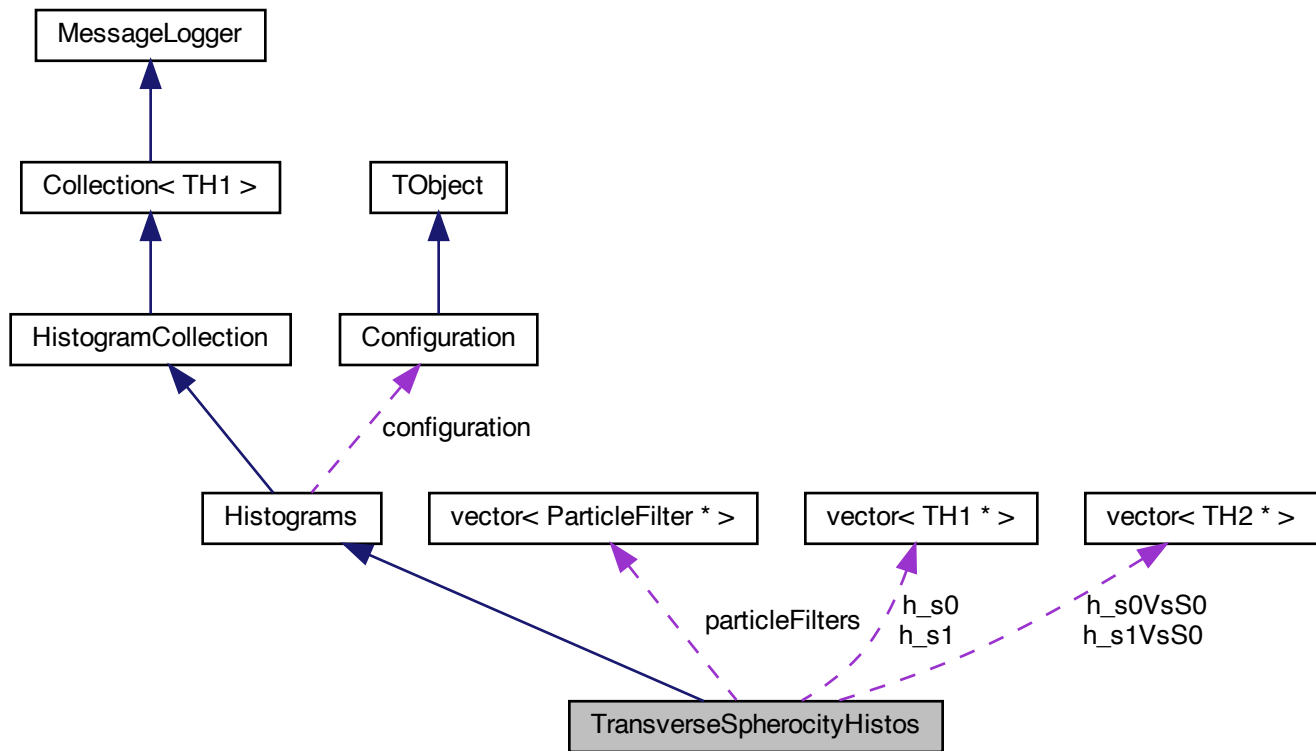 MessageLogger
Collection< TH1 >
TObject
HistogramCollection
Configuration
configuration
Histograms
vector< ParticleFilter * >
vector< TH1 * >
vector< TH2 * >
particleFilters
h_s0
h_s1
h_s0VsS0
h_s1VsS0
TransverseSpherocityHistos